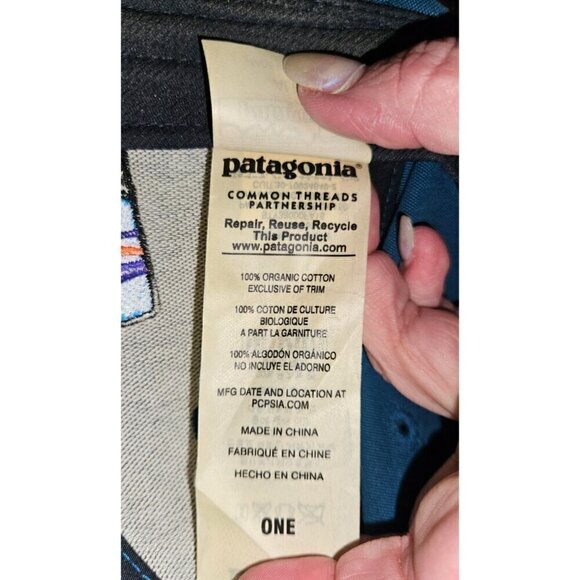 patagonia®
COMMON THREADS
PARTNERSHIP
Repair, Reuse, Recycle
This Product
www.patagonia.com
100% ORGANIC COTTON
EXCLUSIVE OF TRIM
100% COTON DE CULTURE
BIOLOGIQUE
A PART LA GARNITURE
100% ALGODÓN ORGÁNICO
NO INCLUYE EL ADORNO
MFG DATE AND LOCATION AT
PCPSIA.COM
MADE IN CHINA
FABRIQUÉ EN CHINE
HECHO EN CHINA
ONE